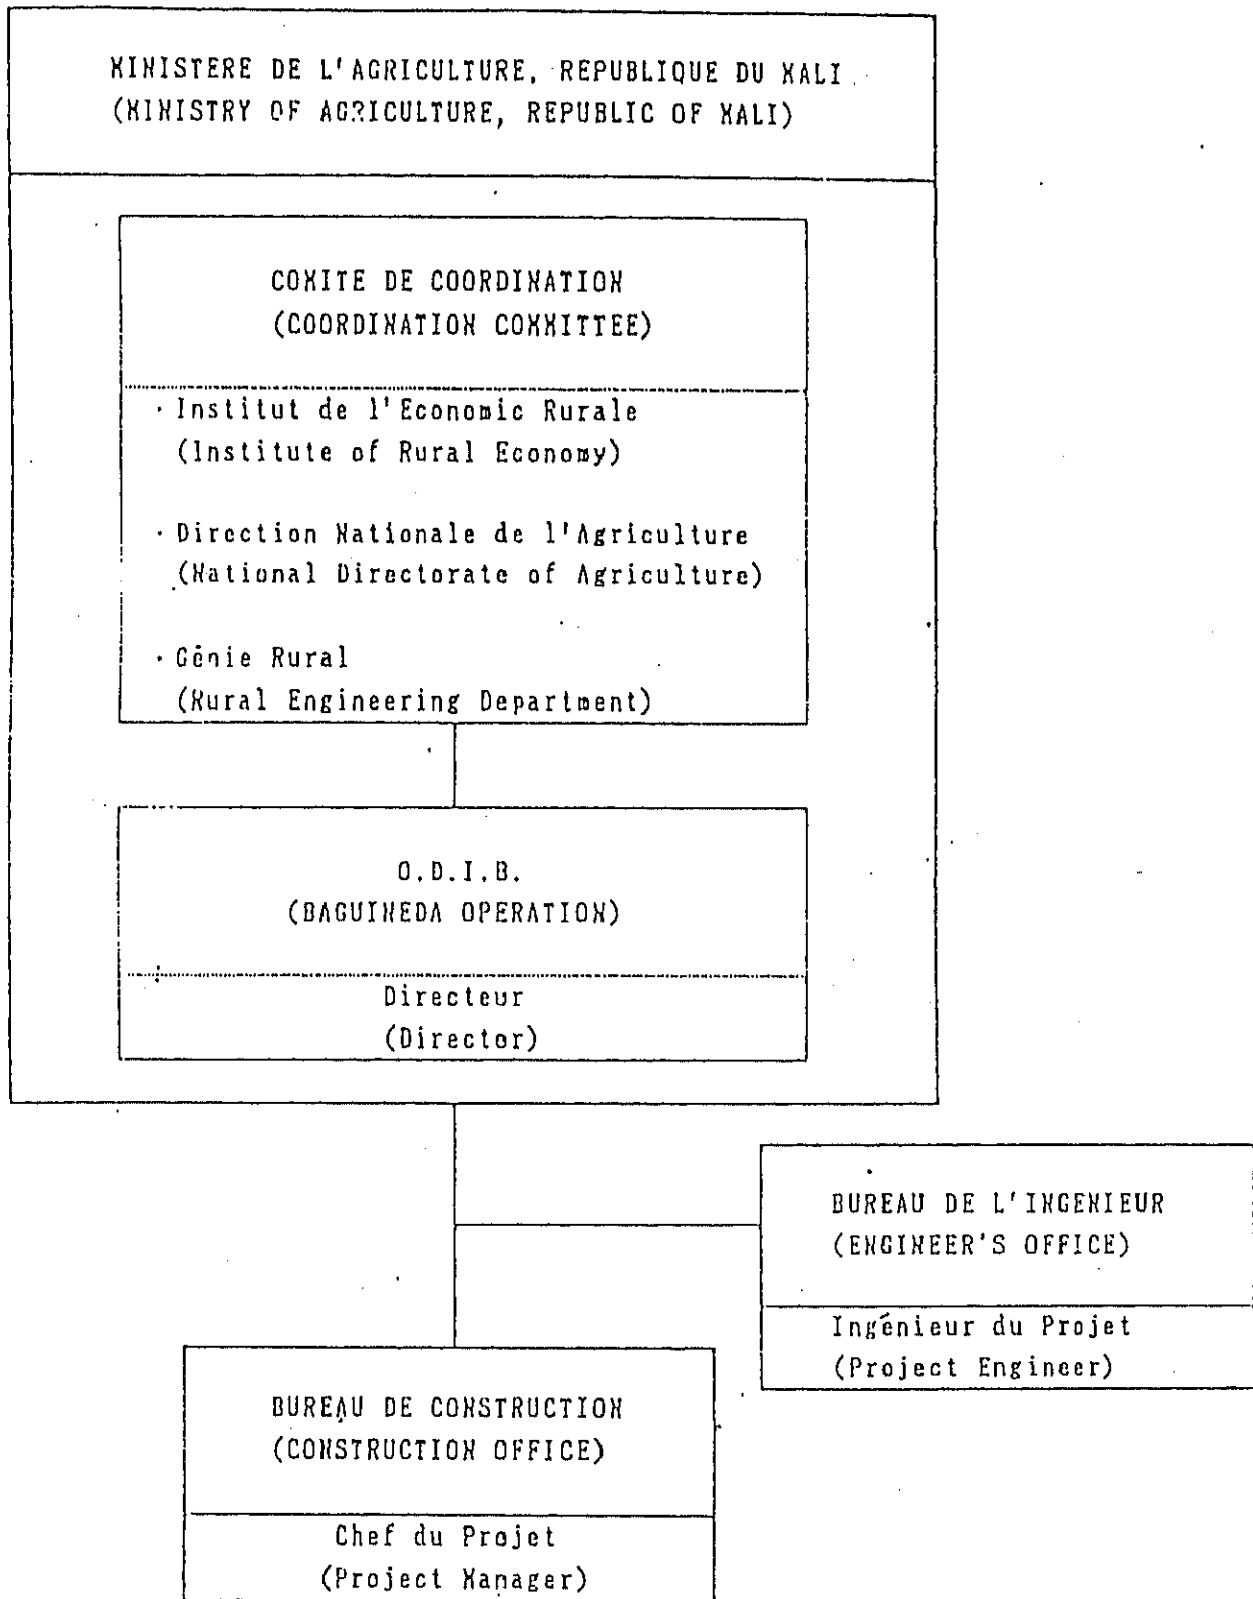 MINISTERE DE L'AGRICULTURE, REPUBLIQUE DU MALI
(MINISTRY OF AGRICULTURE, REPUBLIC OF MALI)
COMITE DE COORDINATION
(COORDINATION COMMITTEE)
· Institut de l'Economic Rurale
(Institute of Rural Economy)
· Direction Nationale de l'Agriculture
(National Directorate of Agriculture)
· Génie Rural
(Rural Engineering Department)
O.D.I.B.
(BAGUINEDA OPERATION)
Directeur
(Director)
BUREAU DE L'INGENIEUR
(ENGINEER'S OFFICE)
Ingénieur du Projet
(Project Engineer)
BUREAU DE CONSTRUCTION
(CONSTRUCTION OFFICE)
Chef du Projet
(Project Manager)